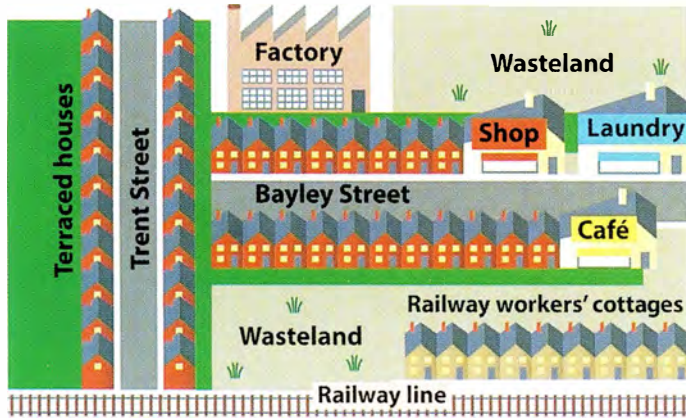 Factory
Wasteland
Terraced houses
Trent Street
Shop
Laundry
Bayley Street
Café
Railway workers' cottages
Wasteland
Railway line